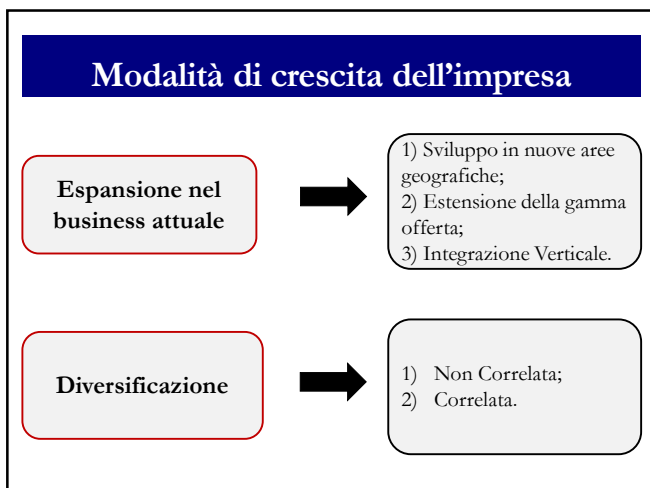 Modalità di crescita dell’impresa
Espansione nel
business attuale
1) Sviluppo in nuove aree
geografiche;
2) Estensione della gamma
offerta;
3) Integrazione Verticale.
Diversificazione
1) Non Correlata;
2) Correlata.